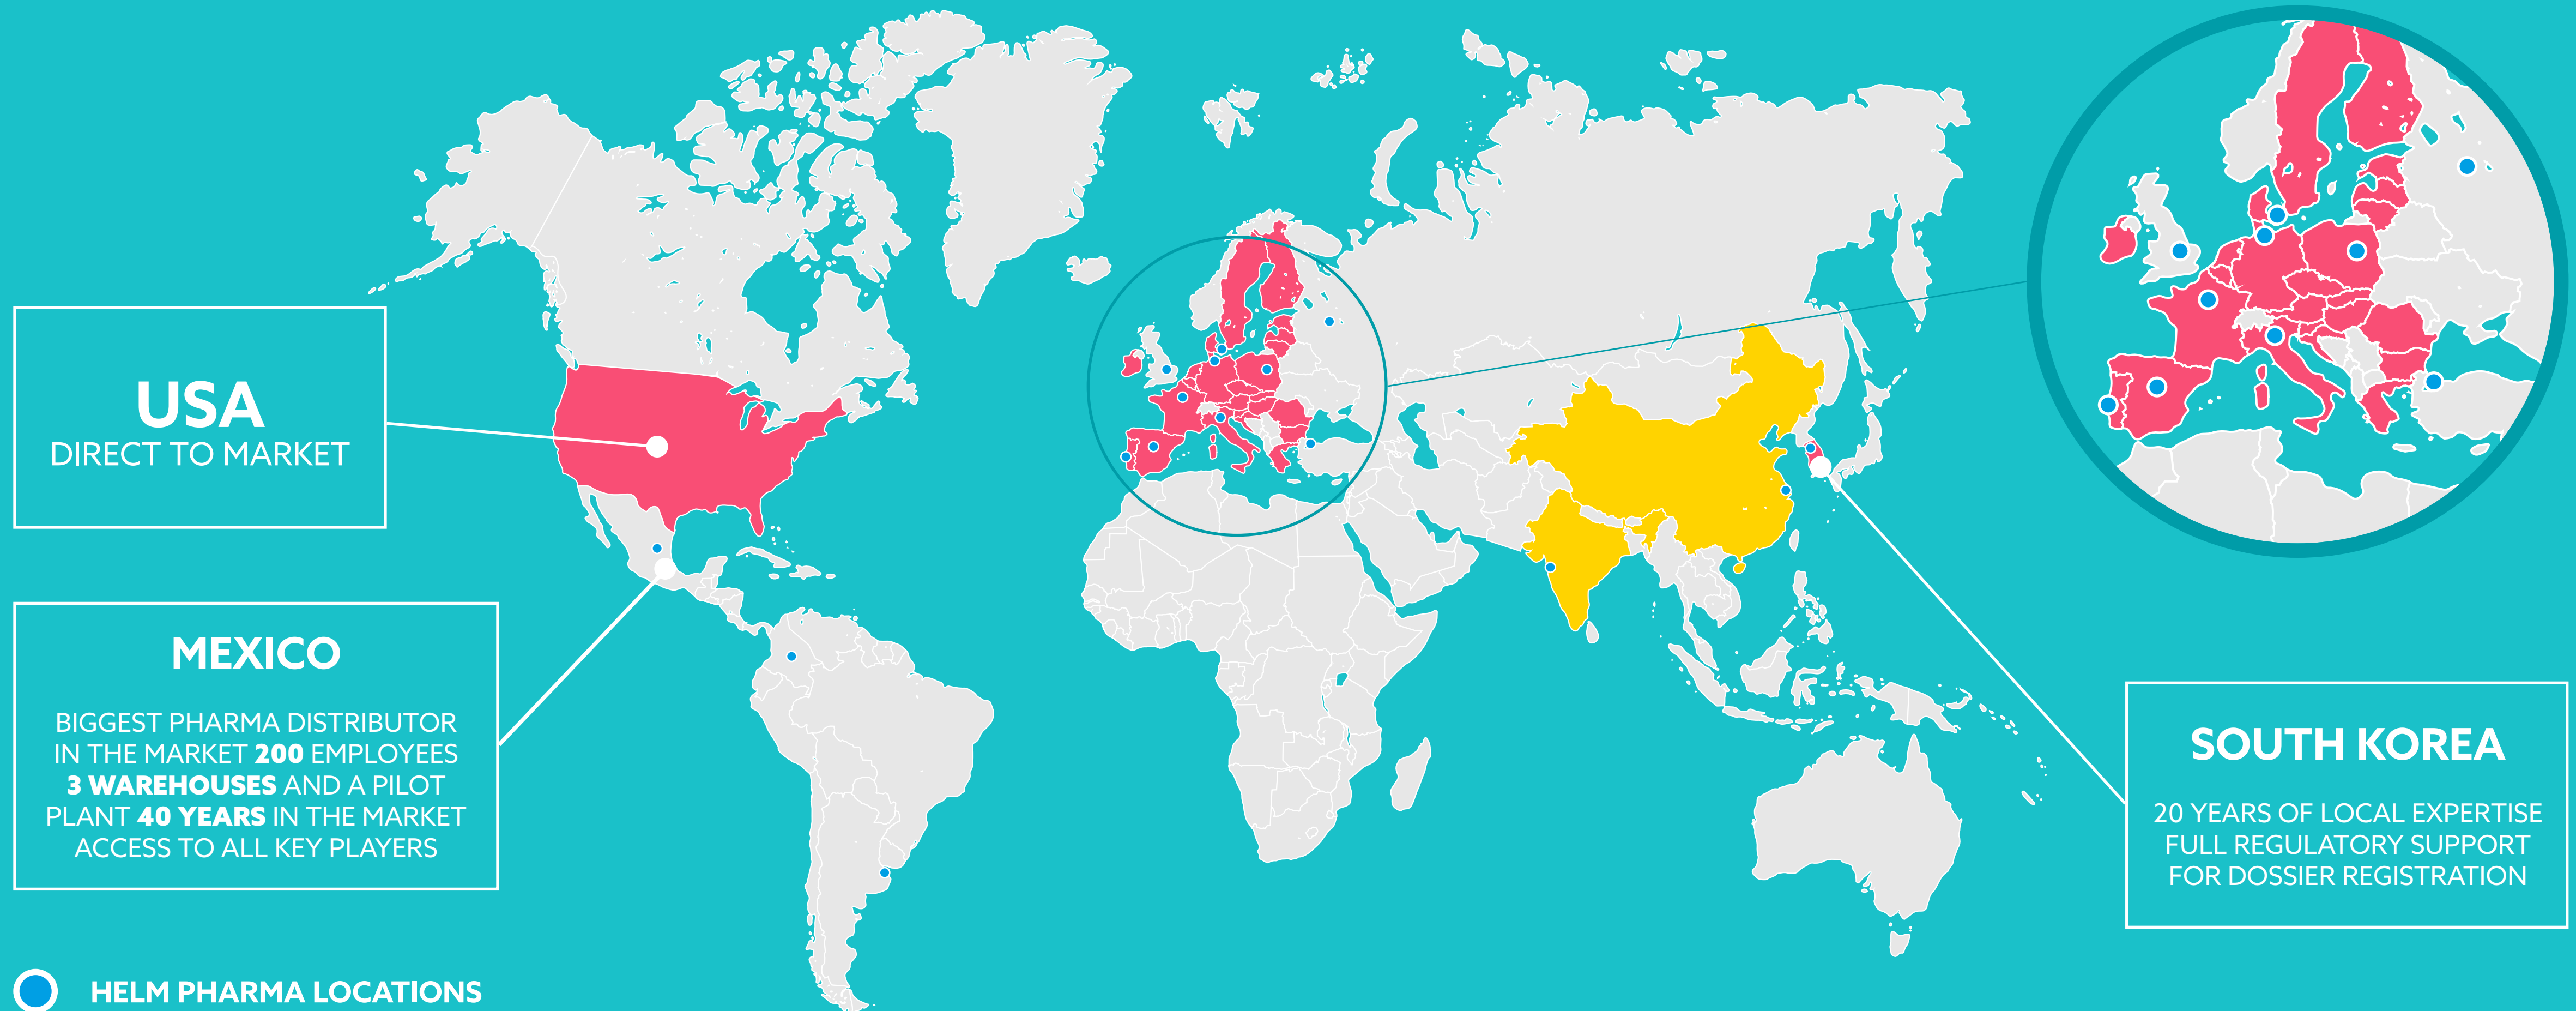 USA
DIRECT TO MARKET
MEXICO
BIGGEST PHARMA DISTRIBUTOR
IN THE MARKET 200 EMPLOYEES
3 WAREHOUSES AND A PILOT
PLANT 40 YEARS IN THE MARKET
ACCESS TO ALL KEY PLAYERS
SOUTH KOREA
20 YEARS OF LOCAL EXPERTISE
FULL REGULATORY SUPPORT
FOR DOSSIER REGISTRATION
HELM PHARMA LOCATIONS